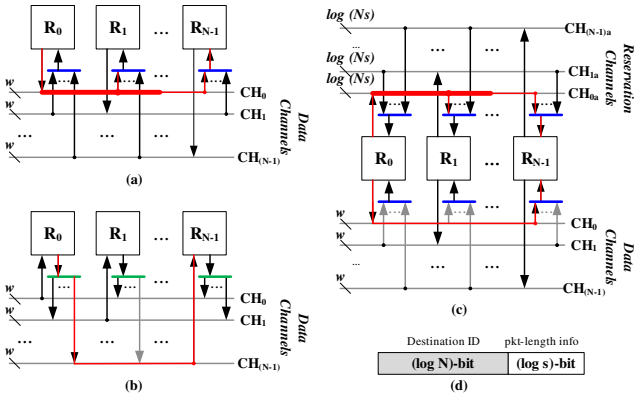 R0 R1 ... RN-1
w CH0
w CH1
... ...
w CH(N-1)
Data Channels
(a)
R0 R1 ... RN-1
... ... ... ...
w CH0
w CH1
... ...
w CH(N-1)
Data Channels
(b)
log (Ns) CH(N-1)a
... ... ...
log (Ns) CH1a
log (Ns) CH0a
Reservation Channels
... ... ... ...
R0 R1 ... RN-1
... ... ... ...
w CH0
w CH1
... ... ...
w CH(N-1)
Data Channels
(c)
Destination ID pkt-length info
(log N)-bit (log s)-bit
(d)